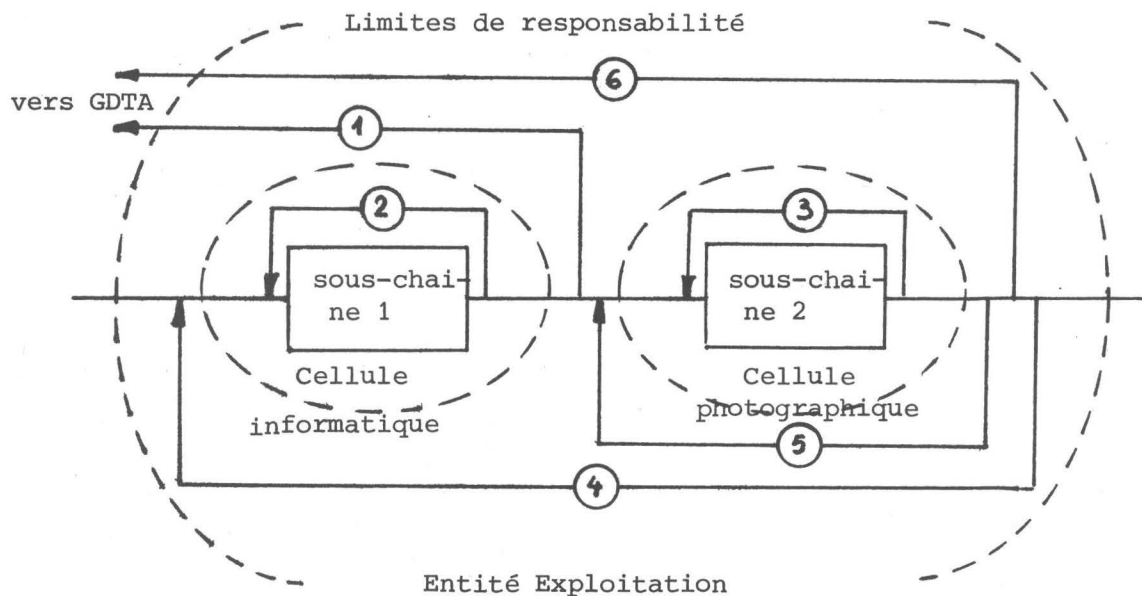 Limites de responsabilité
6
vers GDTA
1
2
3
sous-chai-
ne 1
sous-chai-
ne 2
Cellule
informatique
Cellule
photographique
5
4
Entité Exploitation